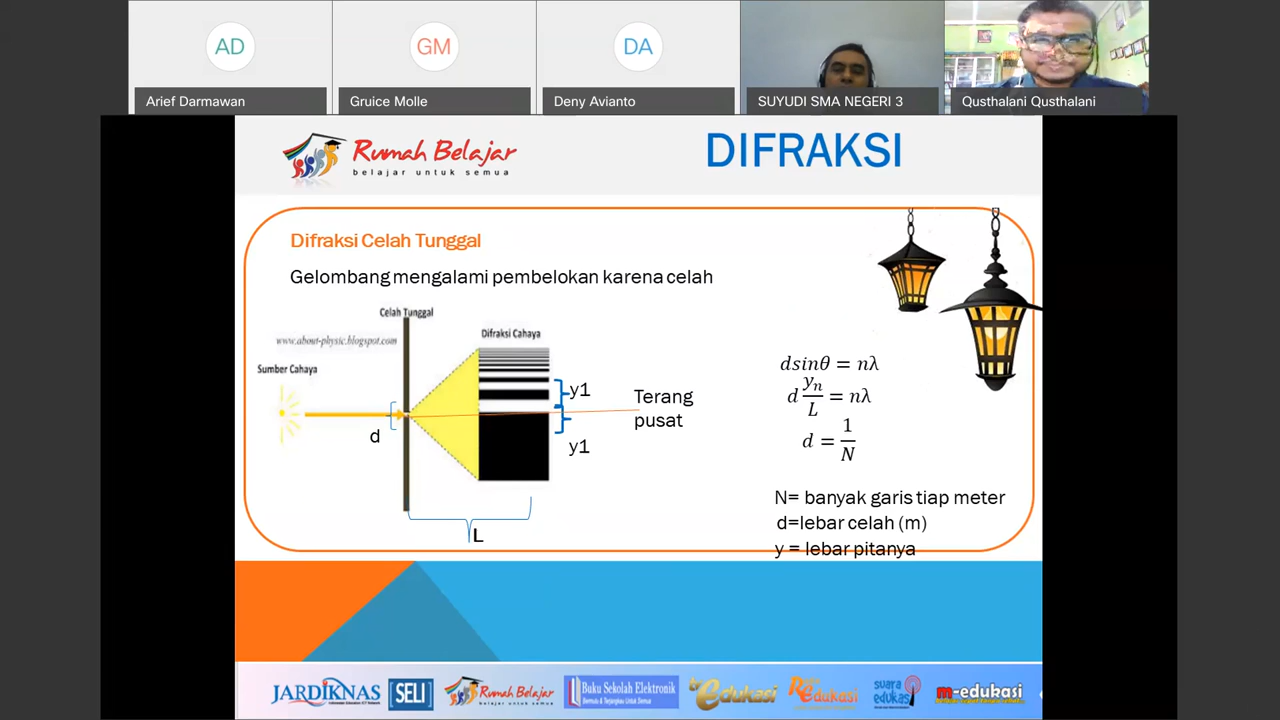 AD
GM
DA
Arief Darmawan
Gruice Molle
Deny Avianto
SUYUDI SMA NEGERI 3
Qusthalani Qusthalani
Rumah Belajar
belajar untuk semua
DIFRAKSI
Difraksi Celah Tunggal
Gelombang mengalami pembelokan karena celah
Celah Tunggal
www.about-physic.blogspot.com
Difraksi Cahaya
Sumber Cahaya
d
y1
y1
Terang
pusat
L
dsinθ = nλ
d yₙ/L = nλ
d = 1/N
N= banyak garis tiap meter
d=lebar celah (m)
y = lebar pitanya
JARDIKNAS
SELI
Rumah Belajar
Buku Sekolah Elektronik
edukasi
edukasi
suara
edukasi
m-edukasi